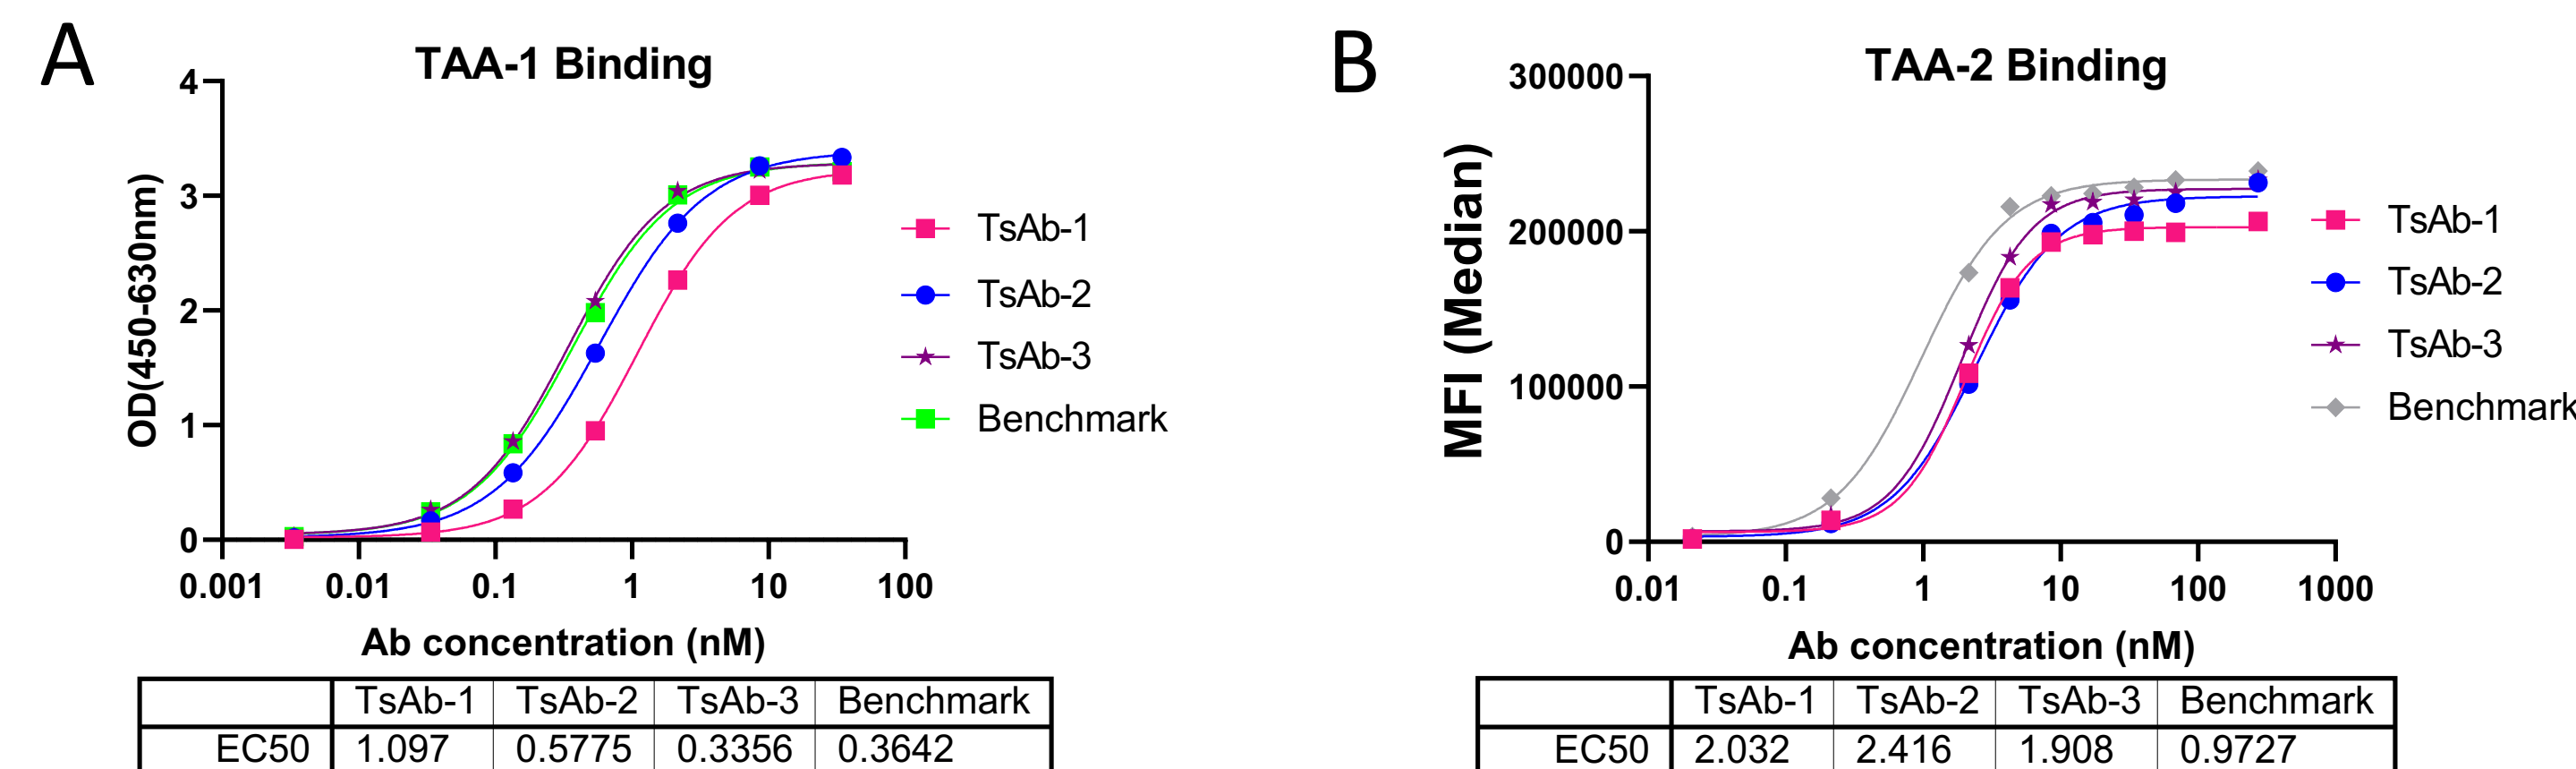 A
TAA-1 Binding
4
3
2
1
0
OD(450-630nm)
0.001 0.01 0.1 1 10 100
Ab concentration (nM)
TsAb-1
TsAb-2
TsAb-3
Benchmark
TsAb-1 TsAb-2 TsAb-3 Benchmark
EC50 1.097 0.5775 0.3356 0.3642
B
TAA-2 Binding
300000
200000
100000
0
MFI (Median)
0.01 0.1 1 10 100 1000
Ab concentration (nM)
TsAb-1
TsAb-2
TsAb-3
Benchmark
TsAb-1 TsAb-2 TsAb-3 Benchmark
EC50 2.032 2.416 1.908 0.9727